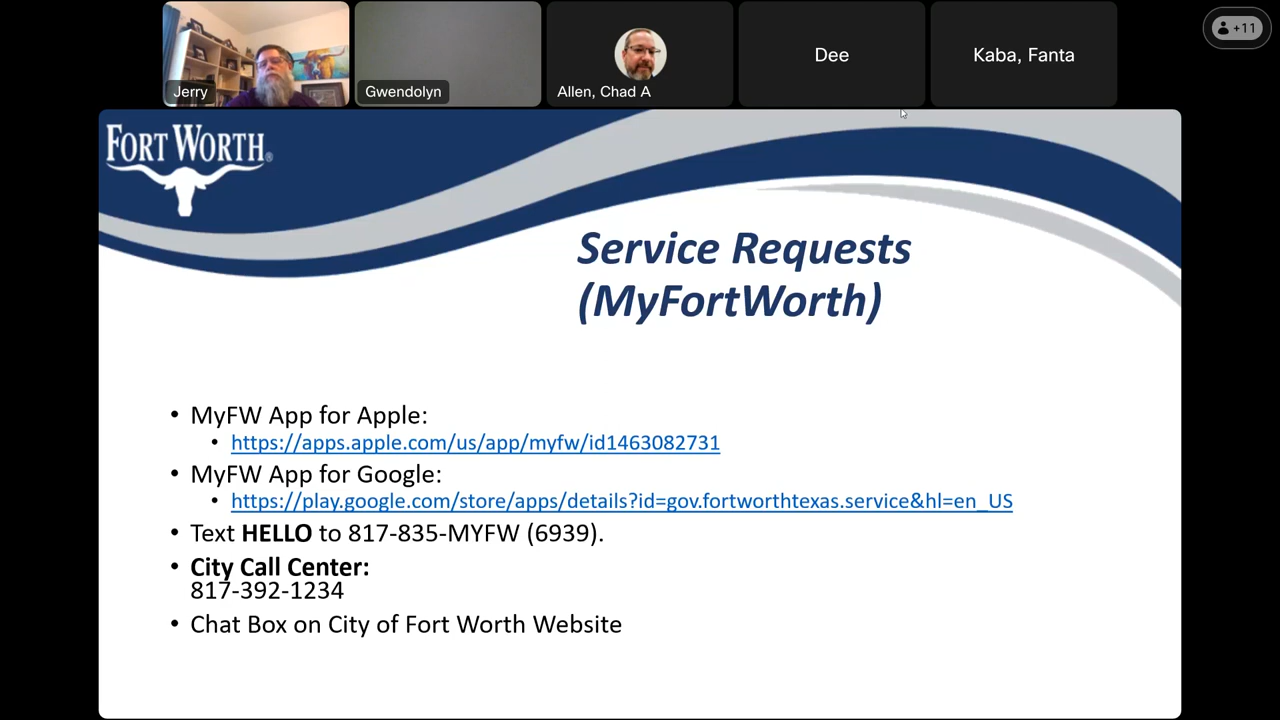 Jerry
Gwendolyn
Allen, Chad A
Dee
Kaba, Fanta
+11
FORT WORTH®
Service Requests
(MyFortWorth)
• MyFW App for Apple:
• https://apps.apple.com/us/app/myfw/id1463082731
• MyFW App for Google:
• https://play.google.com/store/apps/details?id=gov.fortworthtexas.service&hl=en_US
• Text HELLO to 817-835-MYFW (6939).
• City Call Center:
817-392-1234
• Chat Box on City of Fort Worth Website